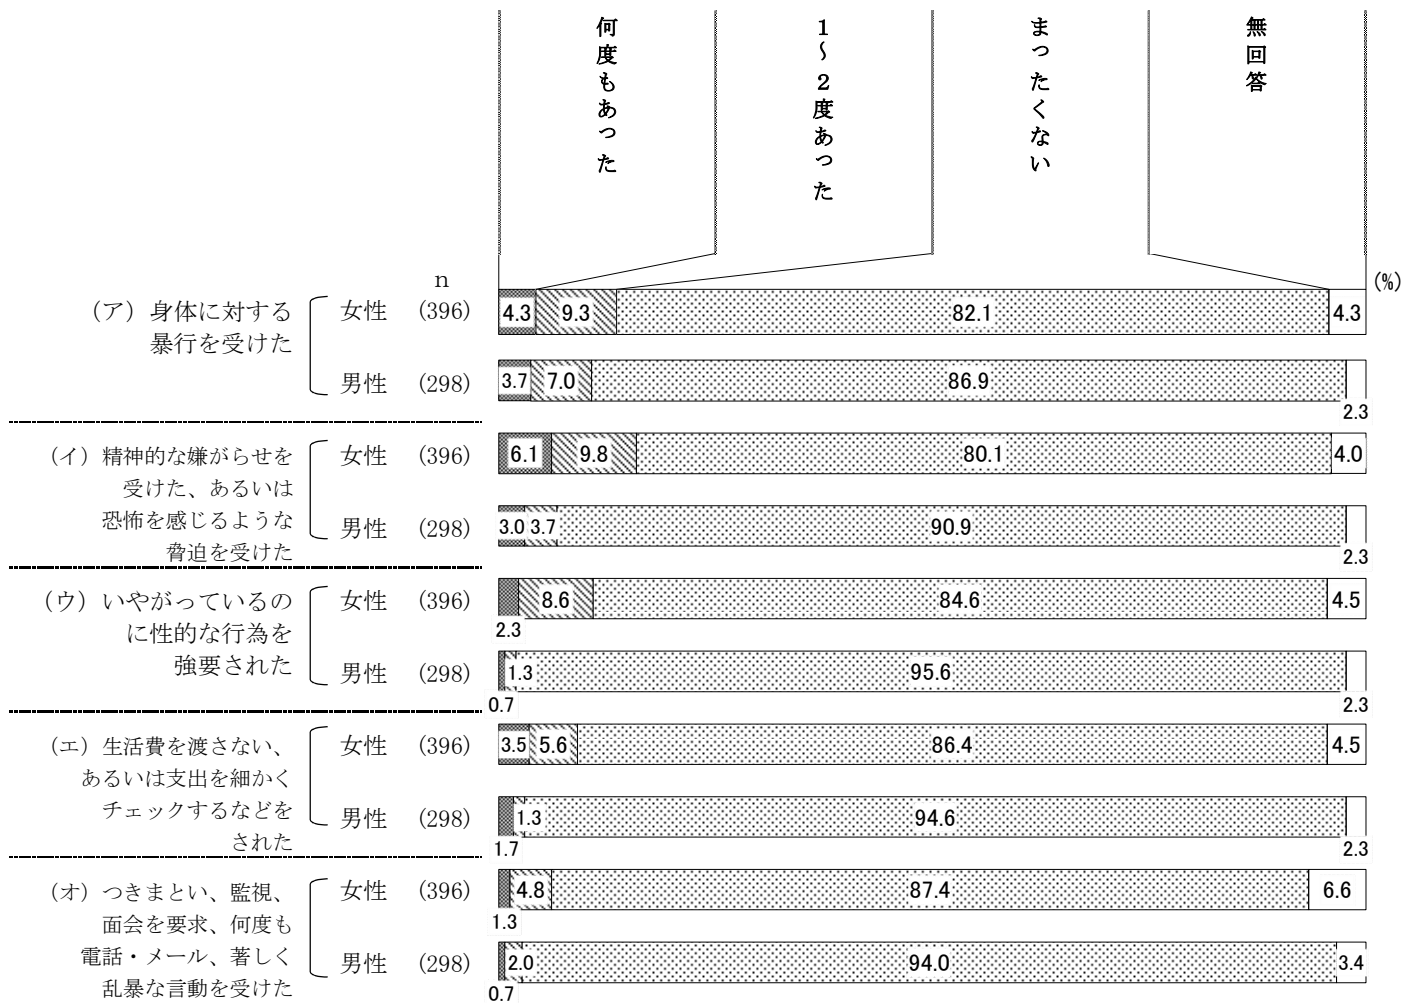 何度もあった
1〜2度あった
まったくない
無回答
n
(%)
(ア) 身体に対する
暴行を受けた
女性 (396) 4.3 9.3 82.1 4.3
男性 (298) 3.7 7.0 86.9 2.3
(イ) 精神的な嫌がらせを
受けた、あるいは
恐怖を感じるような
脅迫を受けた
女性 (396) 6.1 9.8 80.1 4.0
男性 (298) 3.0 3.7 90.9 2.3
(ウ) いやがっているの
に性的な行為を
強要された
女性 (396) 2.3 8.6 84.6 4.5
男性 (298) 0.7 1.3 95.6 2.3
(エ) 生活費を渡さない、
あるいは支出を細かく
チェックするなどを
された
女性 (396) 3.5 5.6 86.4 4.5
男性 (298) 1.7 1.3 94.6 2.3
(オ) つきまとい、監視、
面会を要求、何度も
電話・メール、著しく
乱暴な言動を受けた
女性 (396) 1.3 4.8 87.4 6.6
男性 (298) 0.7 2.0 94.0 3.4